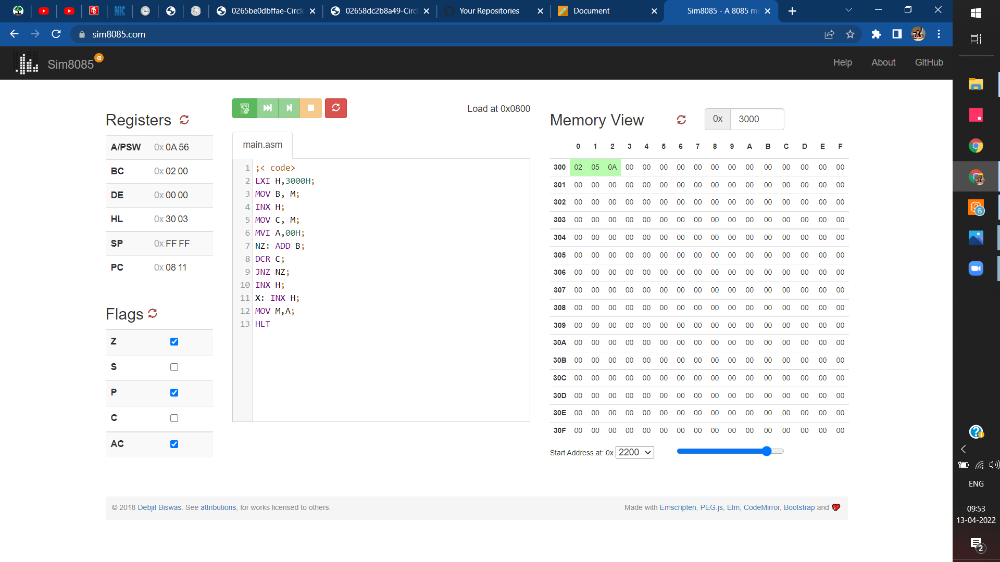 0265be0dbffae-Circle
02658dc2b8a49-Circl
Your Repositories
Document
Sim8085 - A 8085 mi
sim8085.com
Sim8085 α
Help About GitHub
Registers
A/PSW 0x 0A 56
BC 0x 02 00
DE 0x 00 00
HL 0x 30 03
SP 0x FF FF
PC 0x 08 11
Flags
Z
S
P
C
AC
Load at 0x0800
main.asm
1 ;< code>
2 LXI H,3000H;
3 MOV B, M;
4 INX H;
5 MOV C, M;
6 MVI A,00H;
7 NZ: ADD B;
8 DCR C;
9 JNZ NZ;
10 INX H;
11 X: INX H;
12 MOV M,A;
13 HLT
Memory View 0x 3000
0 1 2 3 4 5 6 7 8 9 A B C D E F
300 02 05 0A 00 00 00 00 00 00 00 00 00 00 00 00 00
301 00 00 00 00 00 00 00 00 00 00 00 00 00 00 00 00
302 00 00 00 00 00 00 00 00 00 00 00 00 00 00 00 00
303 00 00 00 00 00 00 00 00 00 00 00 00 00 00 00 00
304 00 00 00 00 00 00 00 00 00 00 00 00 00 00 00 00
305 00 00 00 00 00 00 00 00 00 00 00 00 00 00 00 00
306 00 00 00 00 00 00 00 00 00 00 00 00 00 00 00 00
307 00 00 00 00 00 00 00 00 00 00 00 00 00 00 00 00
308 00 00 00 00 00 00 00 00 00 00 00 00 00 00 00 00
309 00 00 00 00 00 00 00 00 00 00 00 00 00 00 00 00
30A 00 00 00 00 00 00 00 00 00 00 00 00 00 00 00 00
30B 00 00 00 00 00 00 00 00 00 00 00 00 00 00 00 00
30C 00 00 00 00 00 00 00 00 00 00 00 00 00 00 00 00
30D 00 00 00 00 00 00 00 00 00 00 00 00 00 00 00 00
30E 00 00 00 00 00 00 00 00 00 00 00 00 00 00 00 00
30F 00 00 00 00 00 00 00 00 00 00 00 00 00 00 00 00
Start Address at: 0x 2200
© 2018 Debjit Biswas. See attributions, for works licensed to others.
Made with Emscripten, PEG.js, Elm, CodeMirror, Bootstrap and
6
ENG
09:53
13-04-2022
2